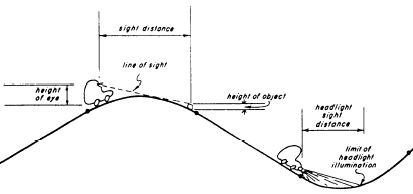 sight distance
line of sight
height
of eye
height of object
headlight
sight
distance
limit of
headlight
illumination